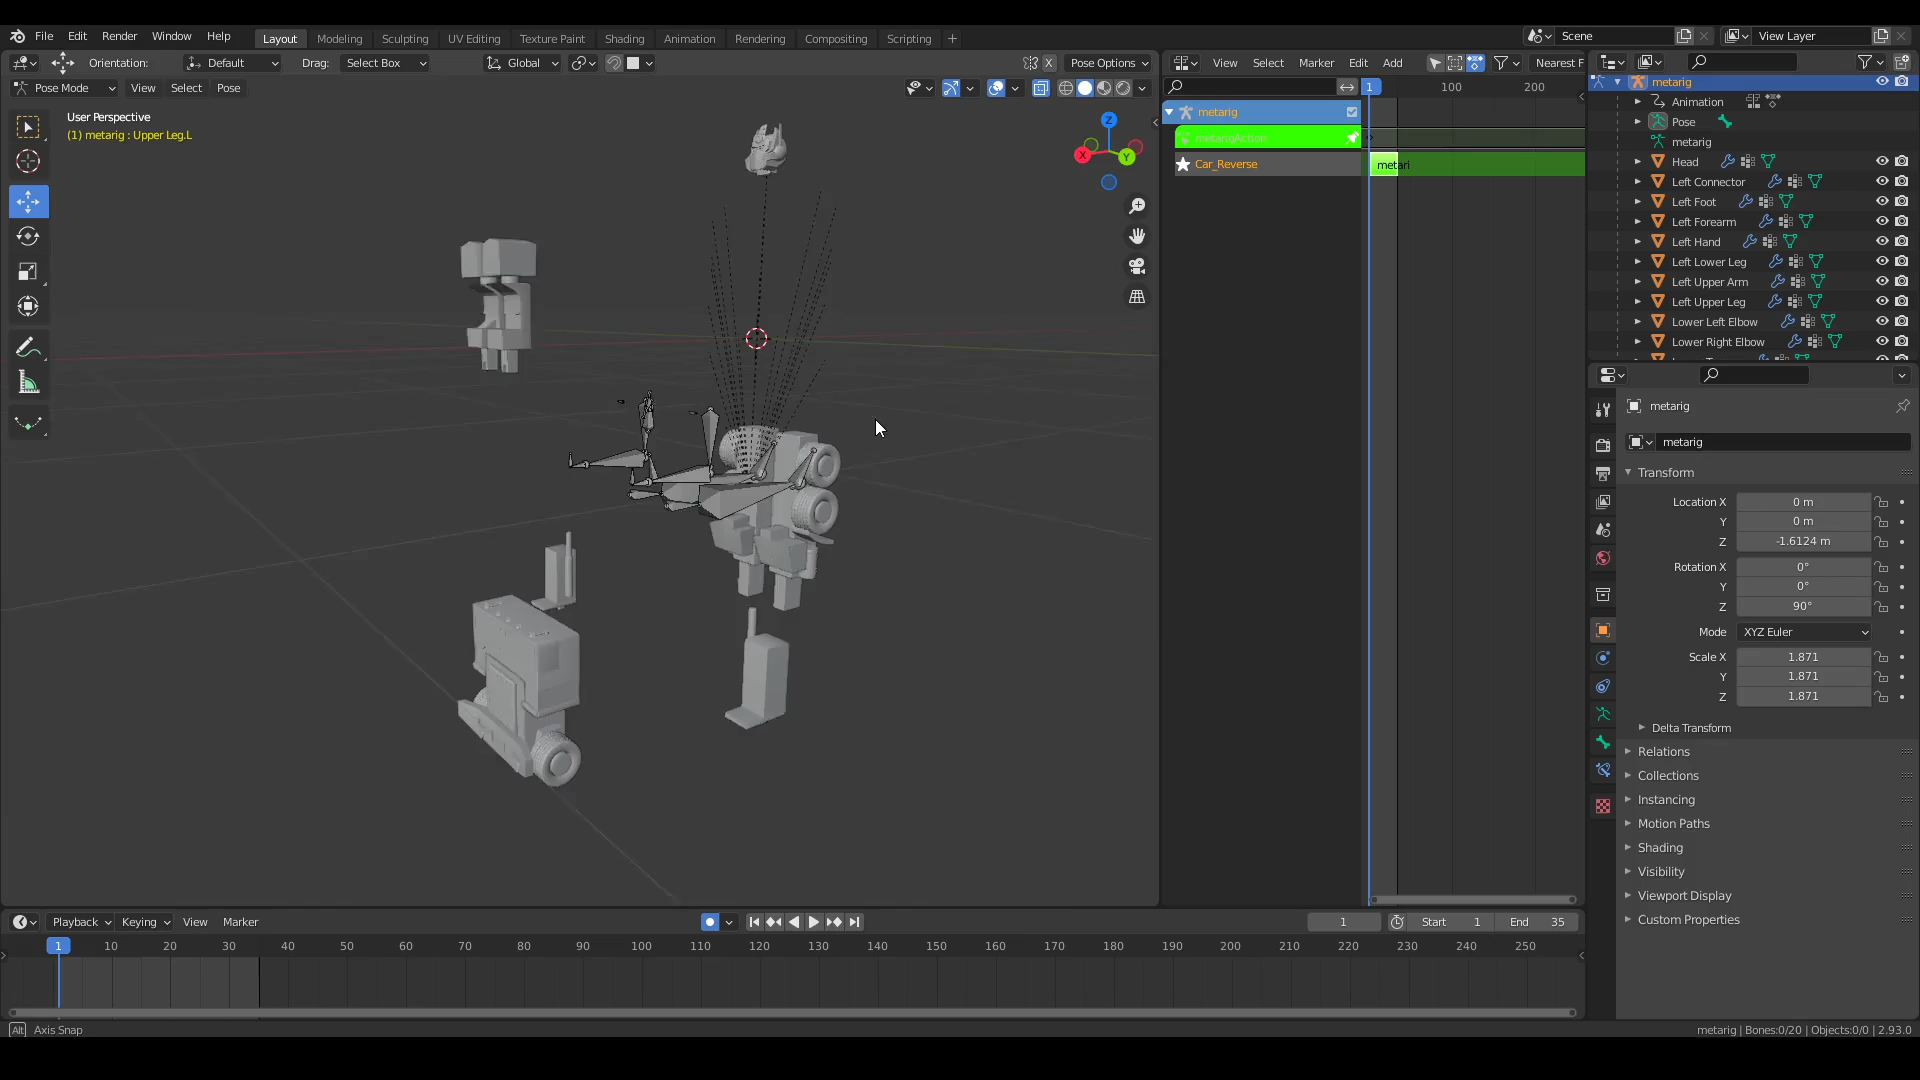 File Edit Render Window Help
Layout Modeling Sculpting UV Editing Texture Paint Shading Animation Rendering Compositing Scripting +
Scene
View Layer
Orientation: Default Drag: Select Box
Global
X Pose Options
View Select Marker Edit Add
Nearest F
Pose Mode View Select Pose
User Perspective
(1) metarig : Upper Leg.L
Z
X
Y
1 100 200
metarig
metarigAction
Car_Reverse
metari
metarig
Animation
Pose
metarig
Head
Left Connector
Left Foot
Left Forearm
Left Hand
Left Lower Leg
Left Upper Arm
Left Upper Leg
Lower Left Elbow
Lower Right Elbow
metarig
metarig
Transform
Location X 0 m
Y 0 m
Z -1.6124 m
Rotation X 0°
Y 0°
Z 90°
Mode XYZ Euler
Scale X 1.871
Y 1.871
Z 1.871
Delta Transform
Relations
Collections
Instancing
Motion Paths
Shading
Visibility
Viewport Display
Custom Properties
Playback Keying View Marker
1 Start 1 End 35
1 10 20 30 40 50 60 70 80 90 100 110 120 130 140 150 160 170 180 190 200 210 220 230 240 250
Alt Axis Snap
metarig | Bones:0/20 | Objects:0/0 | 2.93.0